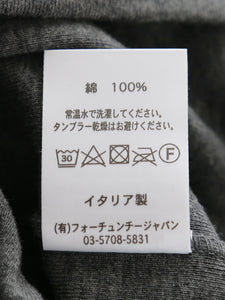 綿 100%
常温水で洗濯してください。
タンブラー乾燥はお避けください。
30 F
イタリア製
(有)フォーチュンチージャパン
03-5708-5831